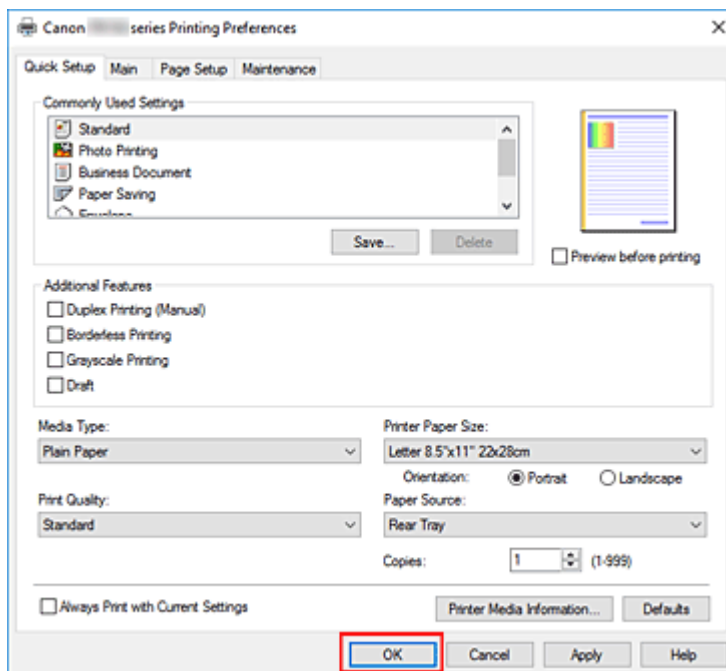 Canon series Printing Preferences
Quick Setup Main Page Setup Maintenance
Commonly Used Settings
Standard
Photo Printing
Business Document
Paper Saving
Save... Delete
Preview before printing
Additional Features
Duplex Printing (Manual)
Borderless Printing
Grayscale Printing
Draft
Media Type: Printer Paper Size:
Plain Paper Letter 8.5"x11" 22x28cm
Orientation: Portrait Landscape
Print Quality: Paper Source:
Standard Rear Tray
Copies: 1 (1-999)
Always Print with Current Settings Printer Media Information... Defaults
OK Cancel Apply Help